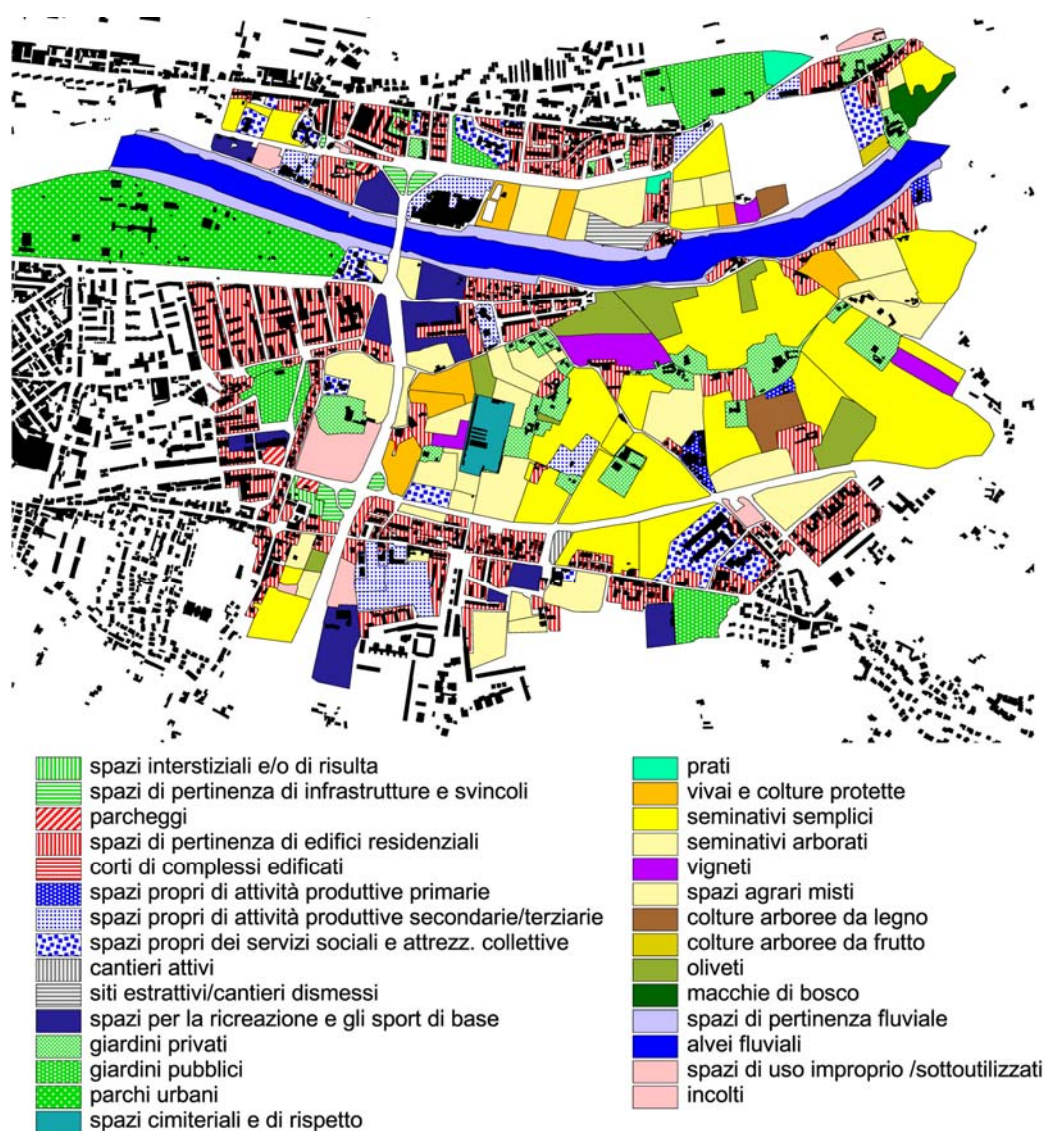 spazi interstiziali e/o di risulta
spazi di pertinenza di infrastrutture e svincoli
parcheggi
spazi di pertinenza di edifici residenziali
corti di complessi edificati
spazi propri di attività produttive primarie
spazi propri di attività produttive secondarie/terziarie
spazi propri dei servizi sociali e attrezz. collettive
cantieri attivi
siti estrattivi/cantieri dismessi
spazi per la ricreazione e gli sport di base
giardini privati
giardini pubblici
parchi urbani
spazi cimiteriali e di rispetto
prati
vivai e colture protette
seminativi semplici
seminativi arborati
vigneti
spazi agrari misti
colture arboree da legno
colture arboree da frutto
oliveti
macchie di bosco
spazi di pertinenza fluviale
alvei fluviali
spazi di uso improprio /sottoutilizzati
incolti